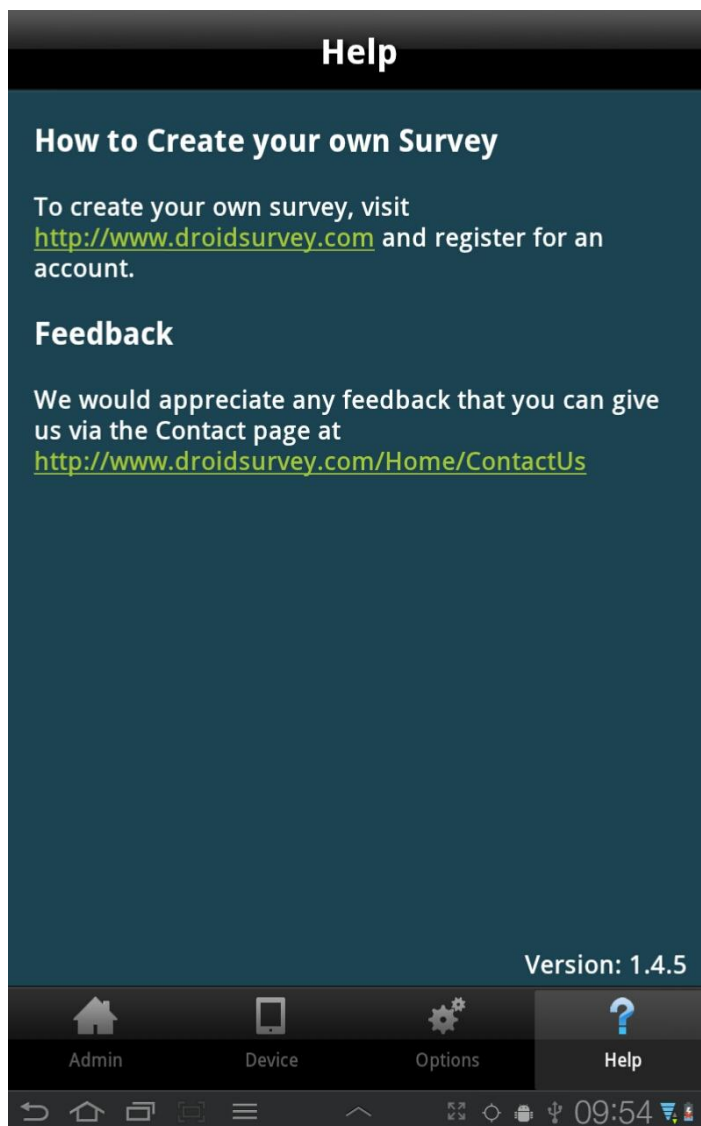 Help
How to Create your own Survey
To create your own survey, visit
http://www.droidsurvey.com and register for an
account.
Feedback
We would appreciate any feedback that you can give
us via the Contact page at
http://www.droidsurvey.com/Home/ContactUs
Version: 1.4.5
Admin Device Options Help
09:54